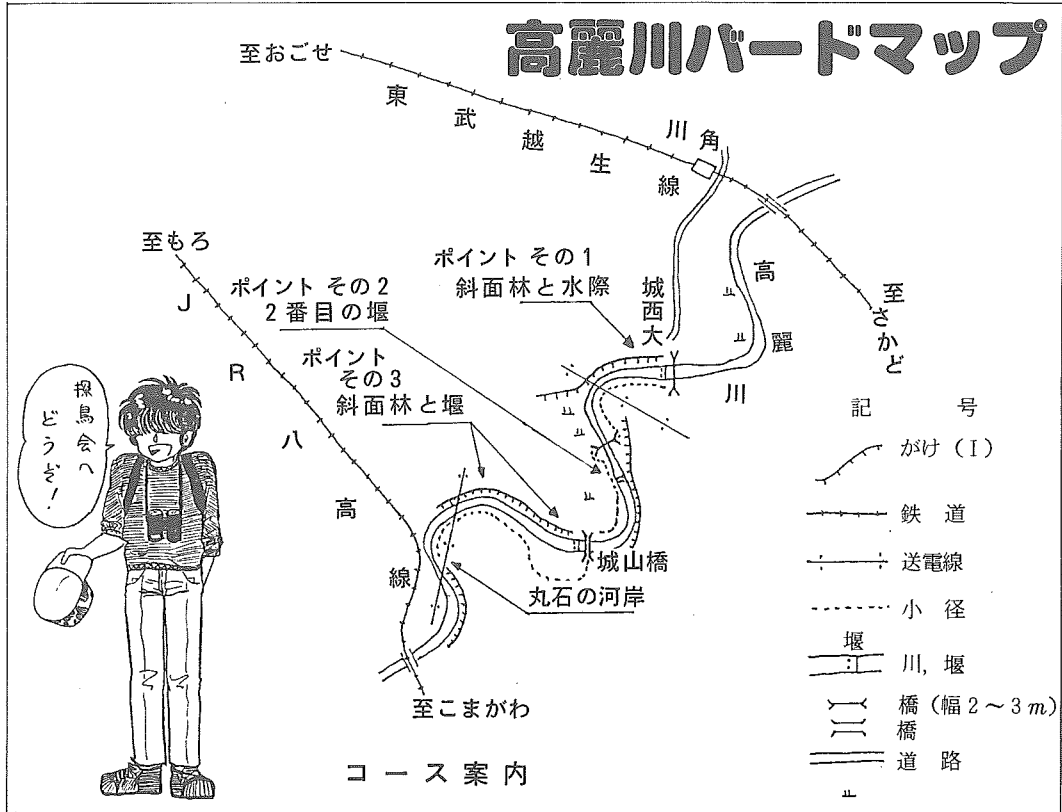 高麗川バードマップ
至おごせ
東武越生線
川角
至さかど
至もろ
JR八高線
ポイント その1
斜面林と水際
城西大
ポイント その2
2番目の堰
ポイント
その3
斜面林と堰
高麗川
城山橋
丸石の河岸
至こまがわ
探鳥会へ
どうぞ!
記 号
がけ (I)
鉄 道
送電線
小 径
堰
川, 堰
橋 (幅2～3m)
橋
道 路
コース案内